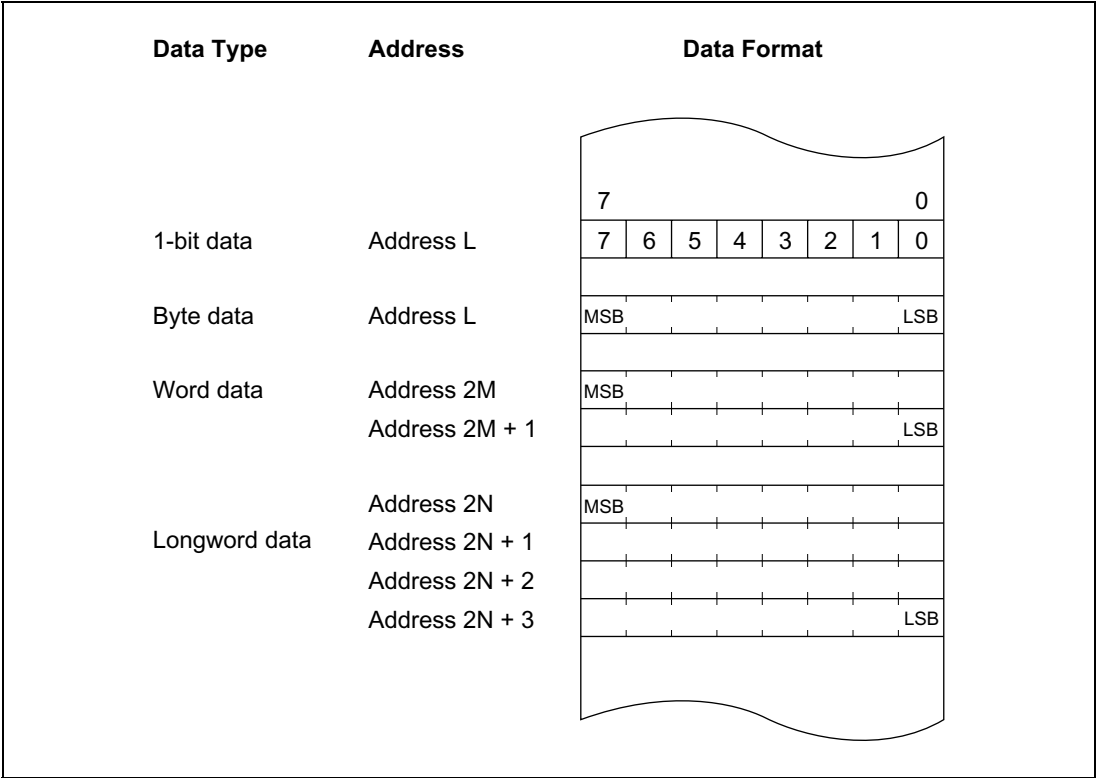 Data Type Address Data Format
7 0
1-bit data Address L 7 6 5 4 3 2 1 0
Byte data Address L MSB LSB
Word data Address 2M MSB
Address 2M + 1 LSB
Address 2N MSB
Longword data Address 2N + 1
Address 2N + 2
Address 2N + 3 LSB